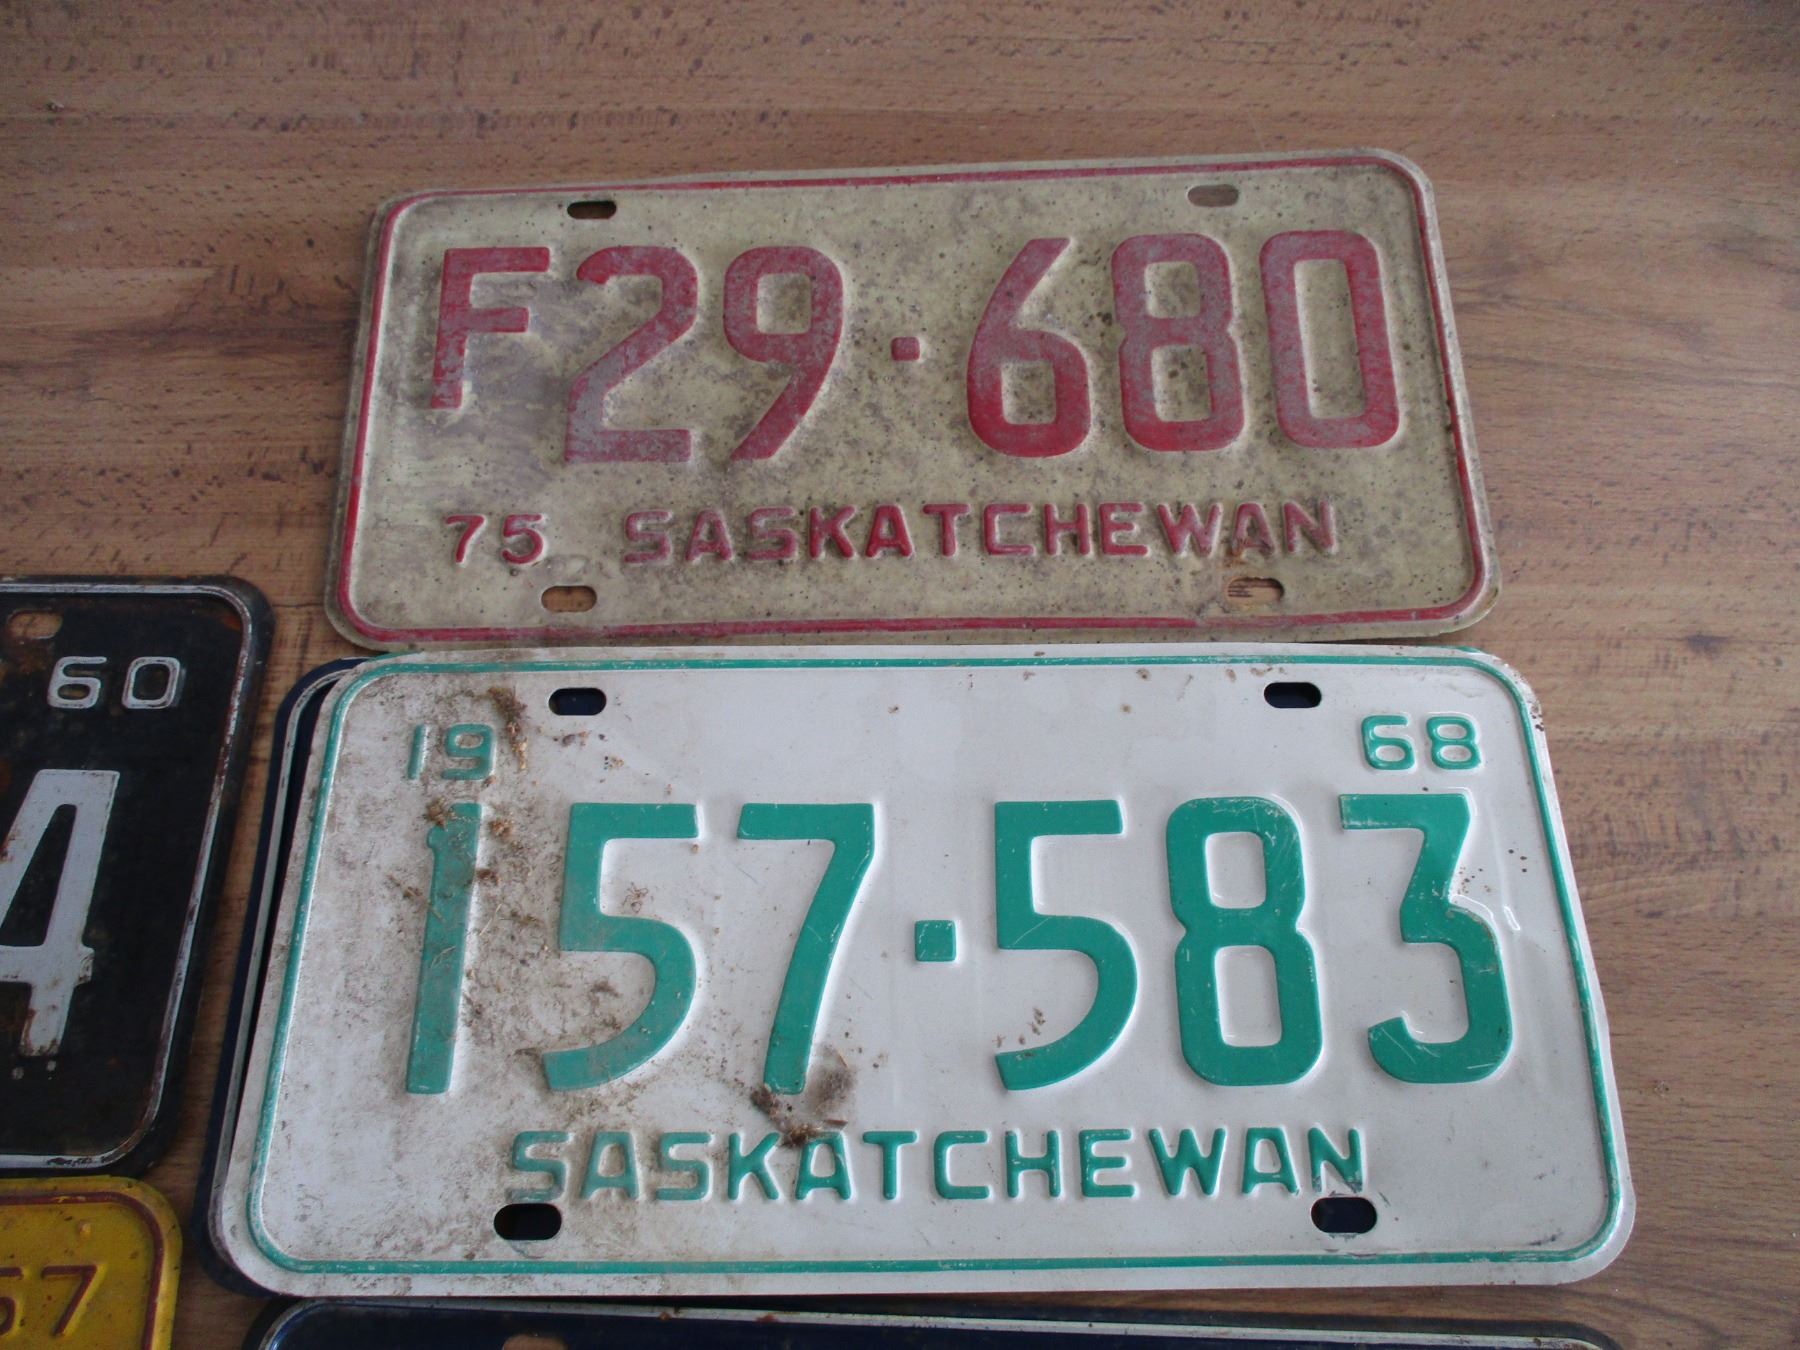 F29·680
75 SASKATCHEWAN
60
4
19 68
157·583
SASKATCHEWAN
57